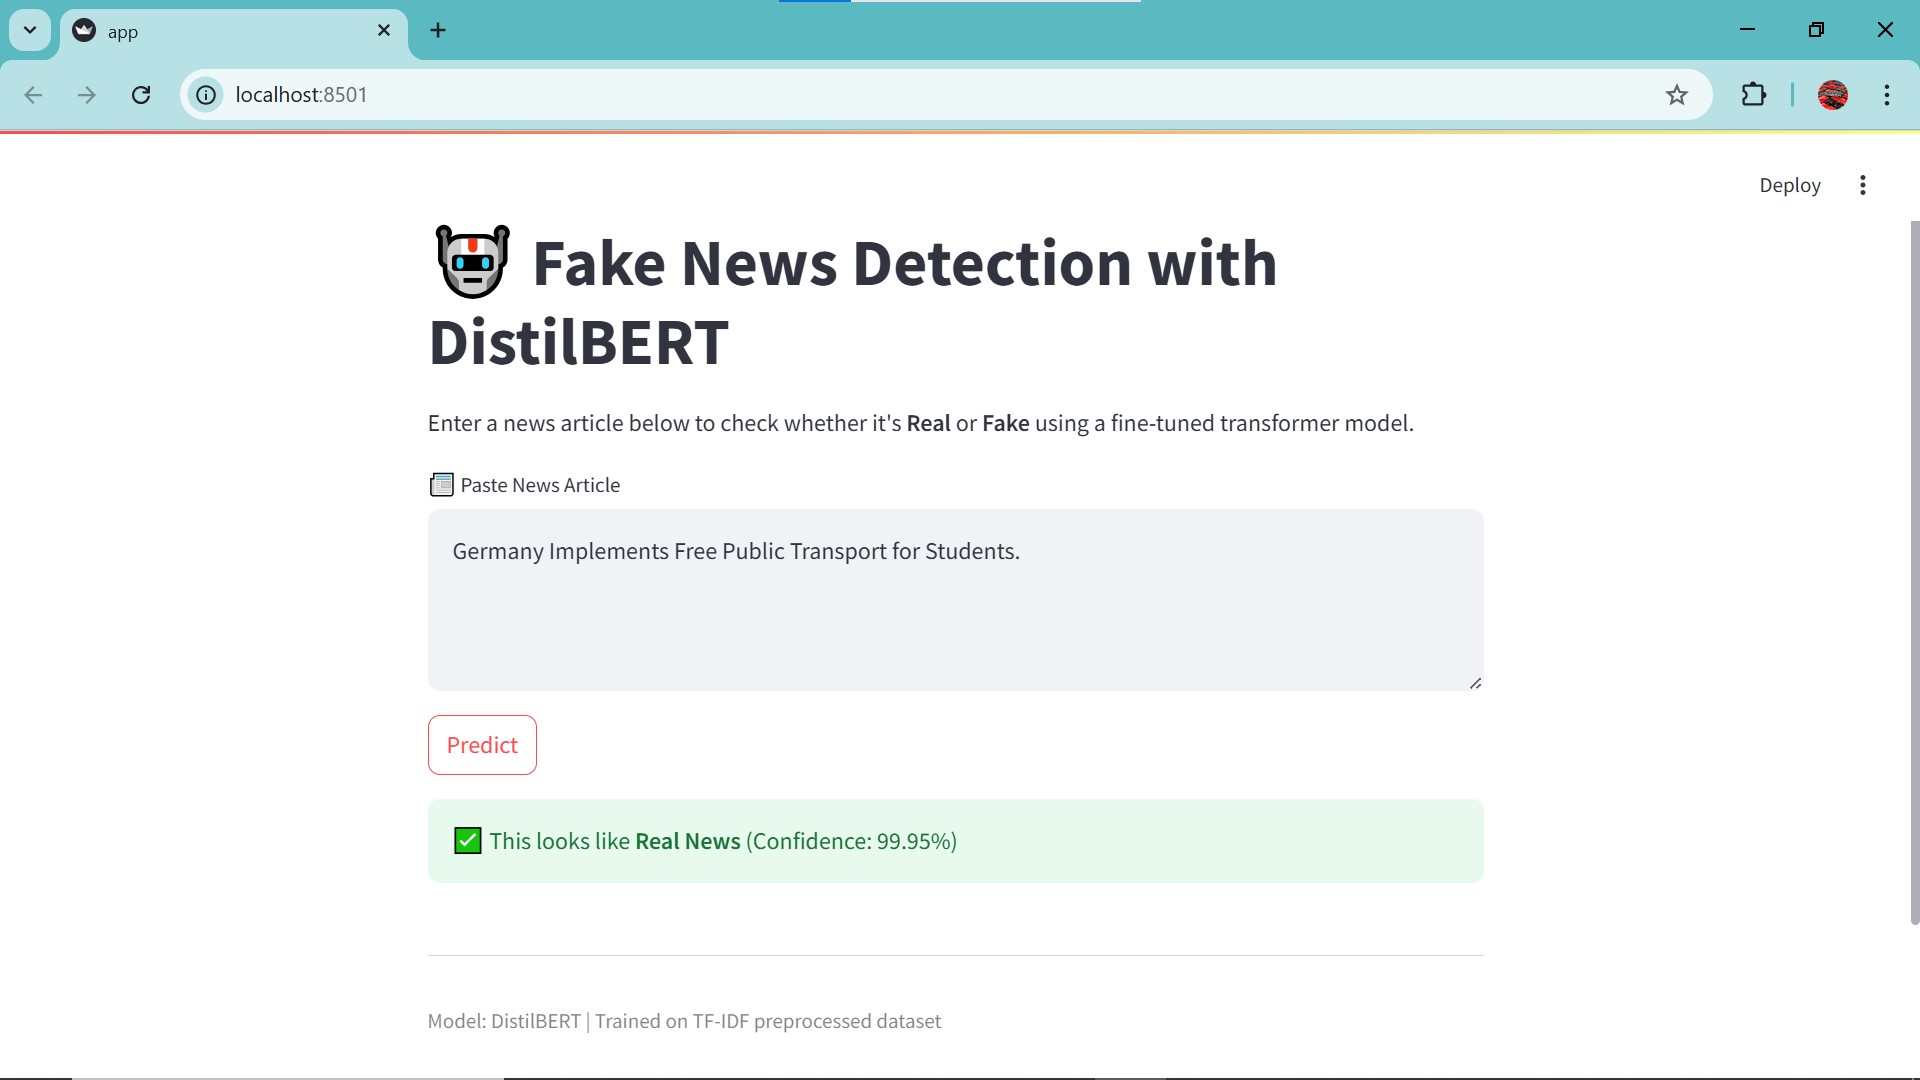 app
localhost:8501
Deploy
Fake News Detection with
DistilBERT
Enter a news article below to check whether it's Real or Fake using a fine-tuned transformer model.
Paste News Article
Germany Implements Free Public Transport for Students.
Predict
This looks like Real News (Confidence: 99.95%)
Model: DistilBERT | Trained on TF-IDF preprocessed dataset